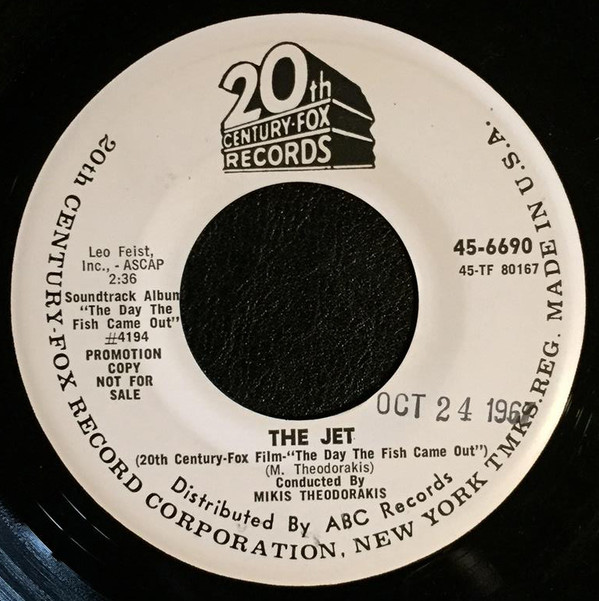 20th
CENTURY-FOX
RECORDS
Leo Feist,
Inc., - ASCAP
2:36
Soundtrack Album
"The Day The
Fish Came Out"
#4194
PROMOTION
COPY
NOT FOR
SALE
45-6690
45-TF 80167
OCT 24 1967
THE JET
(20th Century-Fox Film-"The Day The Fish Came Out")
(M. Theodorakis)
Conducted By
MIKIS THEODORAKIS
Distributed By ABC Records
20th CENTURY-FOX RECORD CORPORATION, NEW YORK TMKS. REG. MADE IN U.S.A.